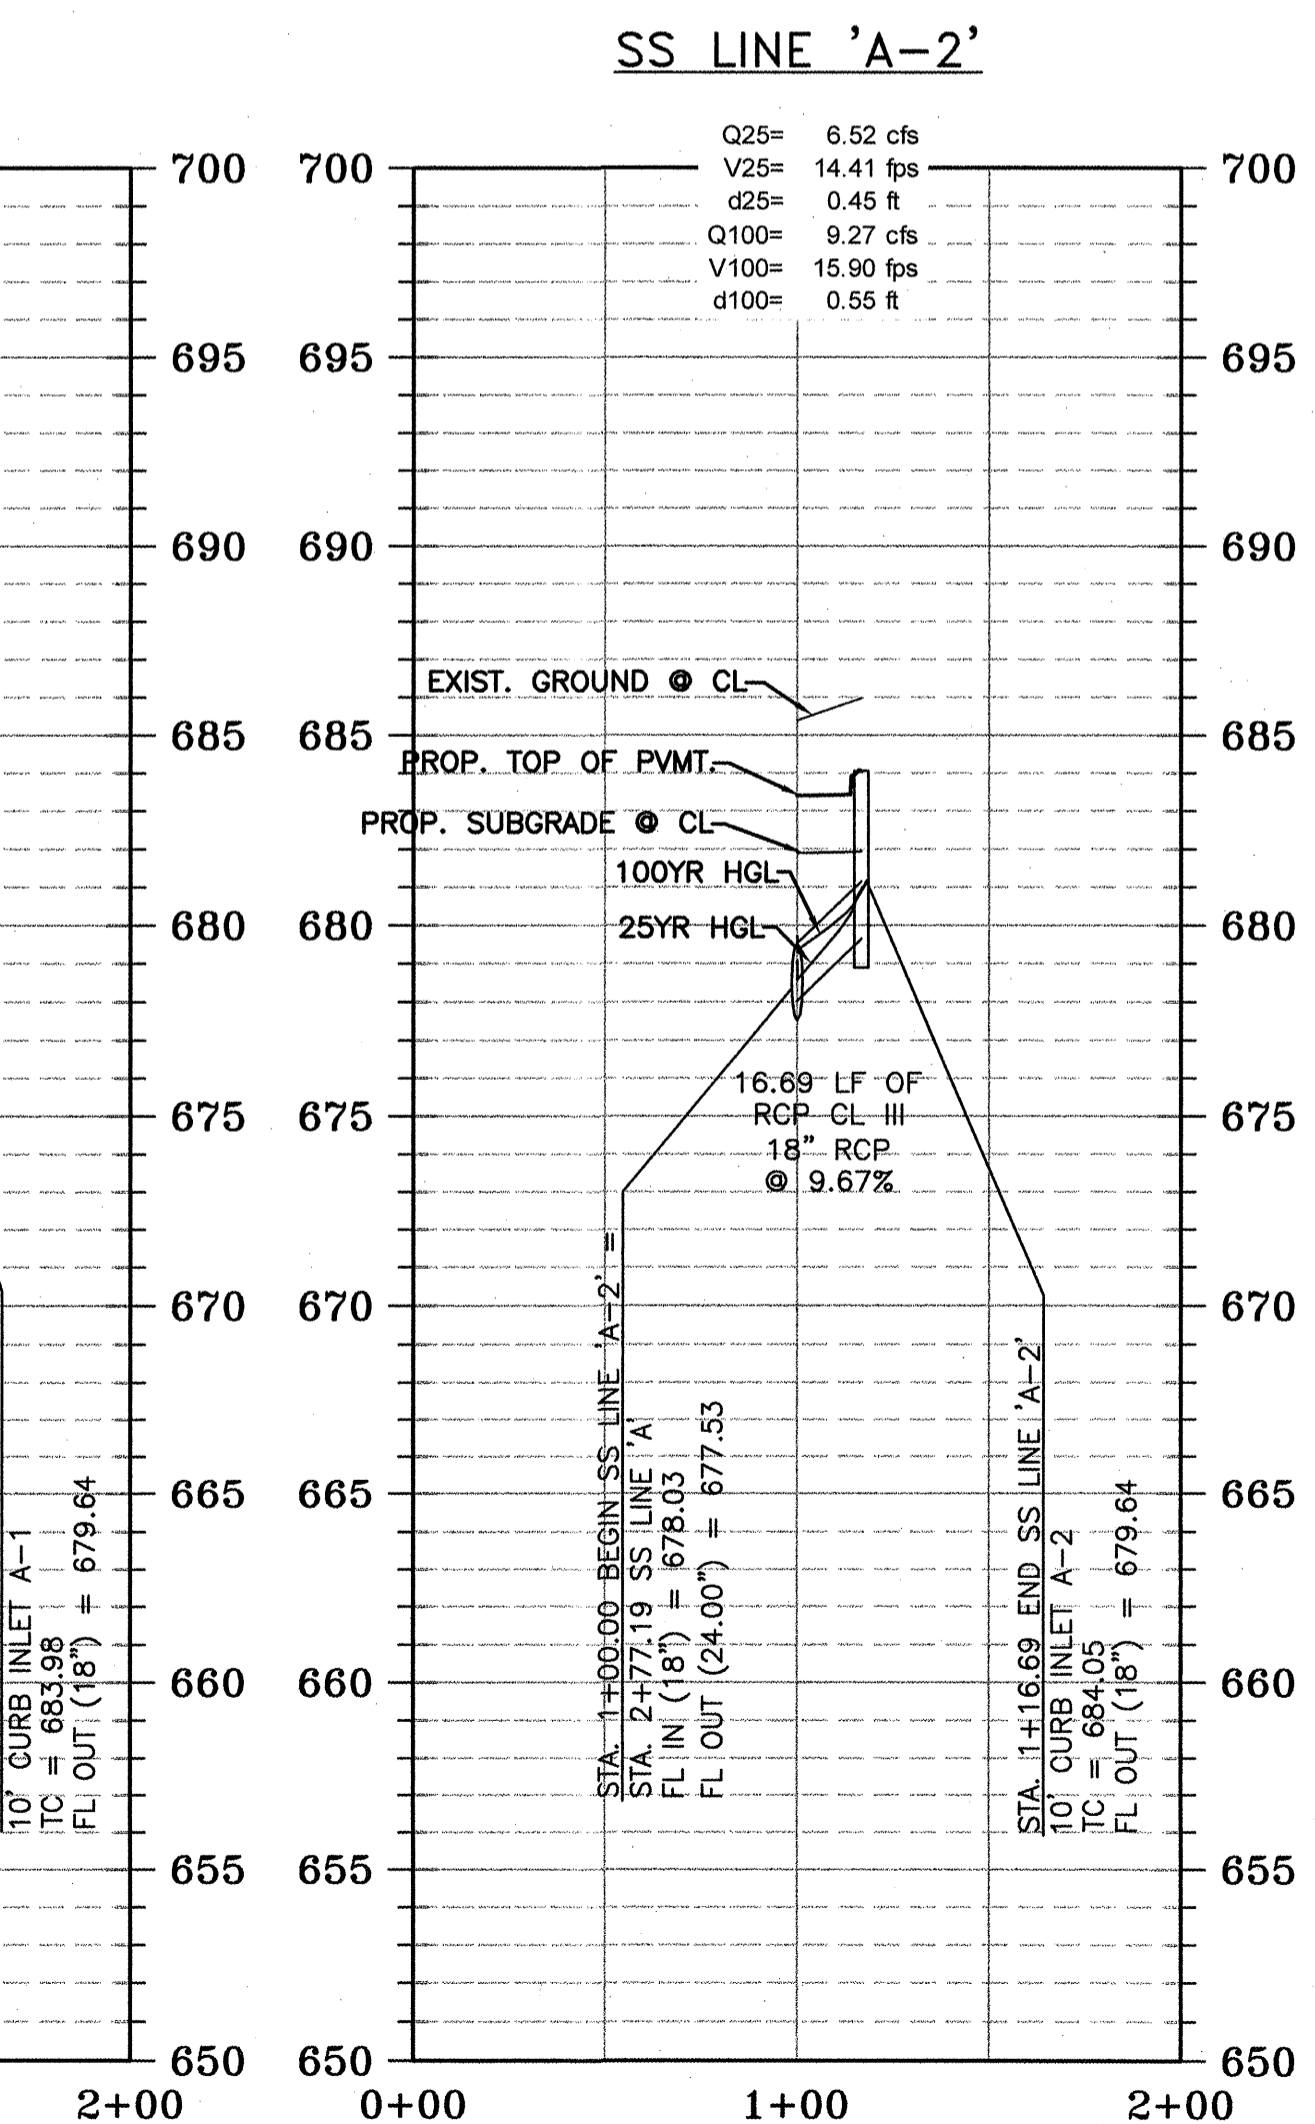 SS LINE 'A-2'
Q25= 6.52 cfs
V25= 14.41 fps
d25= 0.45 ft
Q100= 9.27 cfs
V100= 15.90 fps
d100= 0.55 ft
700 700 700
695 695 695
690 690 690
EXIST. GROUND @ CL
685 685 685
PROP. TOP OF PVMT.
PROP. SUBGRADE @ CL
100YR HGL
680 680 680
25YR HGL
16.69 LF OF
RCP CL III
18" RCP
@ 9.67%
675 675 675
670 670 670
665 665 665
660 660 660
655 655 655
650 650 650
10' CURB INLET A-1
TC = 683.98
FL OUT (18") = 679.64
STA. 1+00.00 BEGIN SS LINE 'A-2' =
STA. 2+77.19 SS LINE 'A'
FL IN (18") = 678.03
FL OUT (24.00") = 677.53
STA. 1+16.69 END SS LINE 'A-2'
10' CURB INLET A-2
TC = 684.05
FL OUT (18") = 679.64
2+00 0+00 1+00 2+00